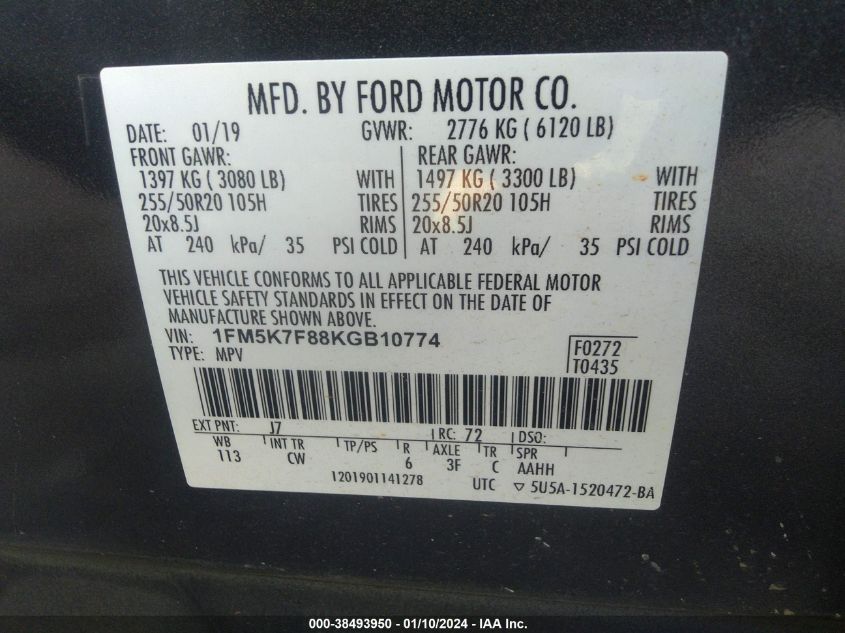 MFD. BY FORD MOTOR CO.
DATE: 01/19 GVWR: 2776 KG ( 6120 LB)
FRONT GAWR: REAR GAWR:
1397 KG ( 3080 LB) WITH 1497 KG ( 3300 LB) WITH
255/50R20 105H TIRES 255/50R20 105H TIRES
20x8.5J RIMS 20x8.5J RIMS
AT 240 kPa/ 35 PSI COLD AT 240 kPa/ 35 PSI COLD
THIS VEHICLE CONFORMS TO ALL APPLICABLE FEDERAL MOTOR
VEHICLE SAFETY STANDARDS IN EFFECT ON THE DATE OF
MANUFACTURE SHOWN ABOVE.
VIN: 1FM5K7F88KGB10774
TYPE: MPV
F0272
T0435
EXT PNT: J7 RC: 72 DSO:
WB INT TR TP/PS R AXLE TR SPR
113 CW 6 3F C AAHH
1201901141278 UTC ▽ 5U5A-1520472-BA
000-38493950 - 01/10/2024 - IAA Inc.